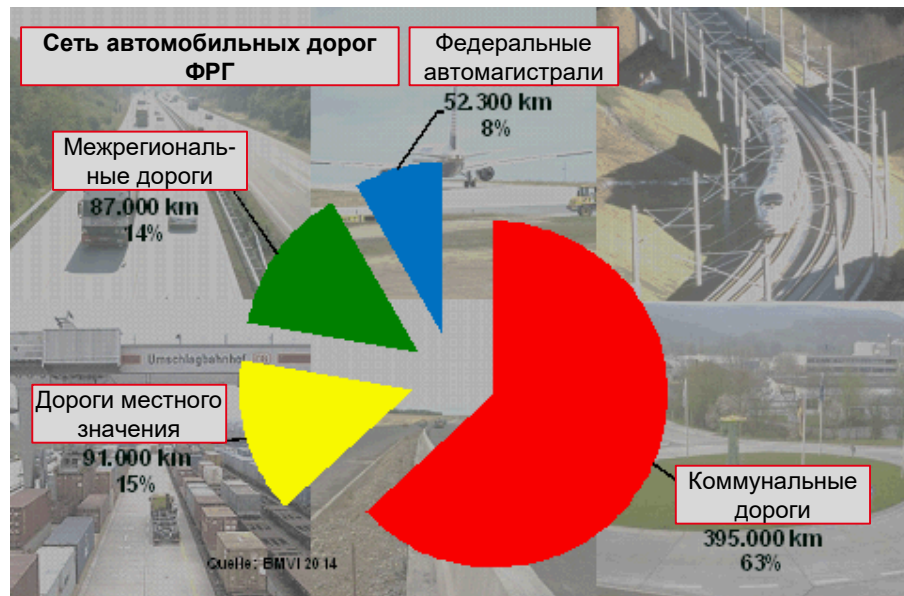 Сеть автомобильных дорог
ФРГ
Федеральные
автомагистрали
52.300 km
8%
Межрегиональ-
ные дороги
87.000 km
14%
Umschlagbahnhof
Дороги местного
значения
91.000 km
15%
Коммунальные
дороги
395.000 km
63%
Quelle: BMVI 2014